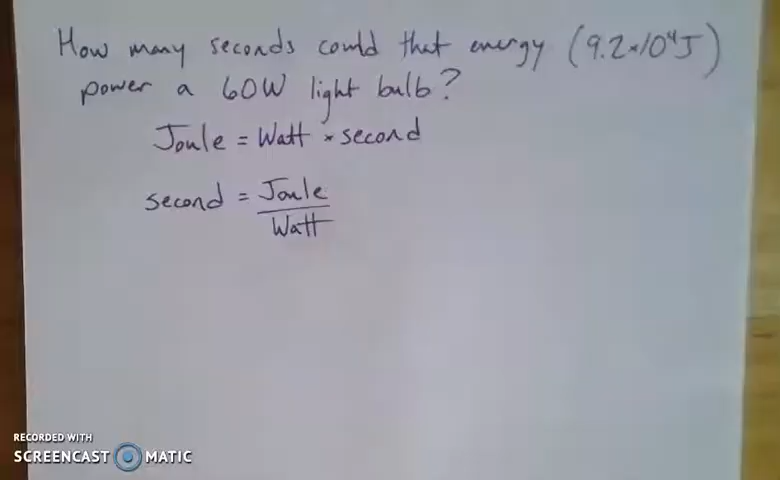 How many seconds could that energy (9.2×10⁴J)
power a 60W light bulb?
Joule = Watt × second
second = Joule
Watt
RECORDED WITH
SCREENCAST MATIC